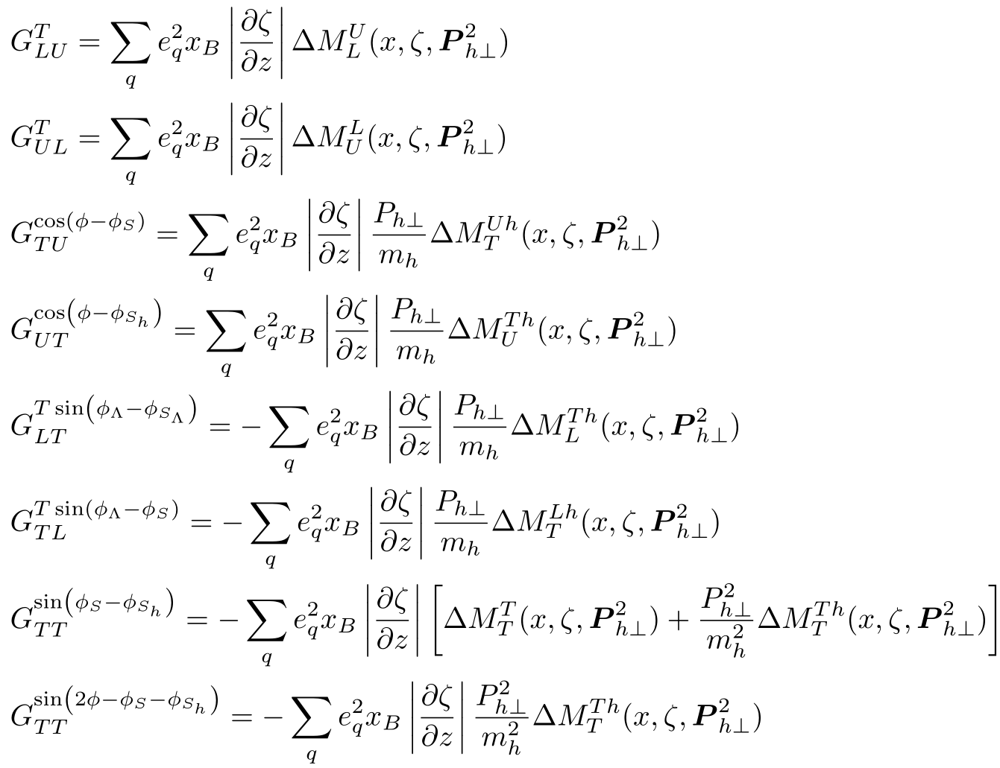 $G_{LU}^{T} = \sum_{q} e_q^2 x_B \left| \frac{\partial \zeta}{\partial z} \right| \Delta M_L^U(x, \zeta, \boldsymbol{P}_{h\perp}^2)$
$G_{UL}^{T} = \sum_{q} e_q^2 x_B \left| \frac{\partial \zeta}{\partial z} \right| \Delta M_U^L(x, \zeta, \boldsymbol{P}_{h\perp}^2)$
$G_{TU}^{\cos(\phi - \phi_S)} = \sum_{q} e_q^2 x_B \left| \frac{\partial \zeta}{\partial z} \right| \frac{P_{h\perp}}{m_h} \Delta M_T^{Uh}(x, \zeta, \boldsymbol{P}_{h\perp}^2)$
$G_{UT}^{\cos(\phi - \phi_{S_h})} = \sum_{q} e_q^2 x_B \left| \frac{\partial \zeta}{\partial z} \right| \frac{P_{h\perp}}{m_h} \Delta M_U^{Th}(x, \zeta, \boldsymbol{P}_{h\perp}^2)$
$G_{LT}^{T \sin(\phi_\Lambda - \phi_{S_\Lambda})} = - \sum_{q} e_q^2 x_B \left| \frac{\partial \zeta}{\partial z} \right| \frac{P_{h\perp}}{m_h} \Delta M_L^{Th}(x, \zeta, \boldsymbol{P}_{h\perp}^2)$
$G_{TL}^{T \sin(\phi_\Lambda - \phi_S)} = - \sum_{q} e_q^2 x_B \left| \frac{\partial \zeta}{\partial z} \right| \frac{P_{h\perp}}{m_h} \Delta M_T^{Lh}(x, \zeta, \boldsymbol{P}_{h\perp}^2)$
$G_{TT}^{\sin(\phi_S - \phi_{S_h})} = - \sum_{q} e_q^2 x_B \left| \frac{\partial \zeta}{\partial z} \right| \left[ \Delta M_T^T(x, \zeta, \boldsymbol{P}_{h\perp}^2) + \frac{P_{h\perp}^2}{m_h^2} \Delta M_T^{Th}(x, \zeta, \boldsymbol{P}_{h\perp}^2) \right]$
$G_{TT}^{\sin(2\phi - \phi_S - \phi_{S_h})} = - \sum_{q} e_q^2 x_B \left| \frac{\partial \zeta}{\partial z} \right| \frac{P_{h\perp}^2}{m_h^2} \Delta M_T^{Th}(x, \zeta, \boldsymbol{P}_{h\perp}^2)$